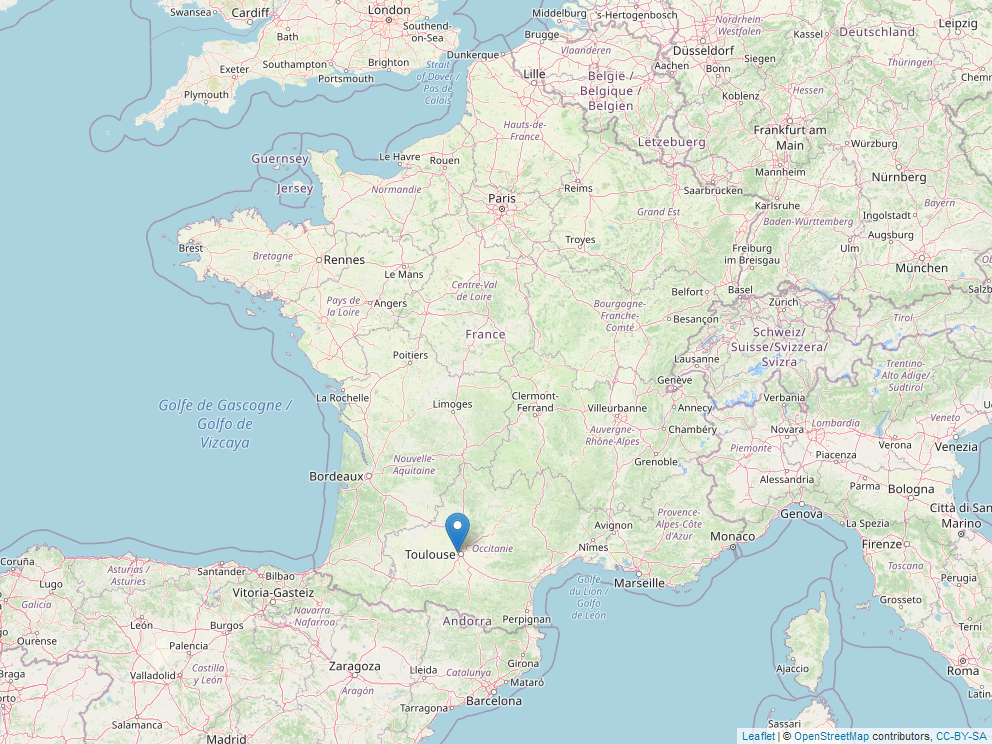 Swansea
Cardiff
London
Southend-
on-Sea
Bath
Middelburg
's-Hertogenbosch
Brugge
Nordrhein-
Westfalen
Kassel
Leipzig
Deutschland
Exeter
Southampton
Portsmouth
Brighton
Dunkerque
Vlaanderen
Düsseldorf
Siegen
Plymouth
Strait
of Dover /
Pas de
Calais
Lille
België /
Belgique /
Belgien
Aachen
Bonn
Thüringen
Koblenz
Hessen
Hauts-de-
France
Frankfurt am
Main
Lëtzebuerg
Würzburg
Guernsey
Jersey
Le Havre
Rouen
Normandie
Reims
Mannheim
Saarbrücken
Nürnberg
Paris
Grand Est
Karlsruhe
Baden-Württemberg
Ingolstadt
Bayern
Brest
Bretagne
Rennes
Troyes
Freiburg
im Breisgau
Ulm
Augsburg
München
Le Mans
Centre-Val
de Loire
Belfort
Basel
Zürich
Pays de
la Loire
Angers
Bourgogne-
Franche-
Comté
Besançon
Tirol
France
Schweiz/
Suisse/Svizzera/
Svizra
Poitiers
Lausanne
Trentino-
Alto Adige/
Südtirol
Genève
La Rochelle
Limoges
Clermont-
Ferrand
Villeurbanne
Annecy
Verbania
Golfe de Gascogne /
Golfo de
Vizcaya
Auvergne-
Rhône-Alpes
Chambéry
Novara
Lombardia
Veneto
Nouvelle-
Aquitaine
Grenoble
Piemonte
Piacenza
Verona
Venezia
Bordeaux
Alessandria
Parma
Bologna
Provence-
Alpes-Côte
d'Azur
Genova
Città di San
Marino
Avignon
La Spezia
Toulouse
Occitanie
Nîmes
Monaco
Firenze
Coruña
Asturias /
Asturies
Santander
Bilbao
Marseille
Toscana
Lugo
Vitoria-Gasteiz
Golfe
du Lion /
Golfo
de León
Perugia
Galicia
Navarra
Nafarroa
Andorra
Perpignan
Grosseto
León
Burgos
Ourense
Palencia
Terni
Braga
Valladolid
Castilla
y León
Zaragoza
Lleida
Catalunya
Girona
Ajaccio
Roma
Aragón
Mataró
Barcelona
Salamanca
Tarragona
Sassari
Madrid
Leaflet | © OpenStreetMap contributors, CC-BY-SA